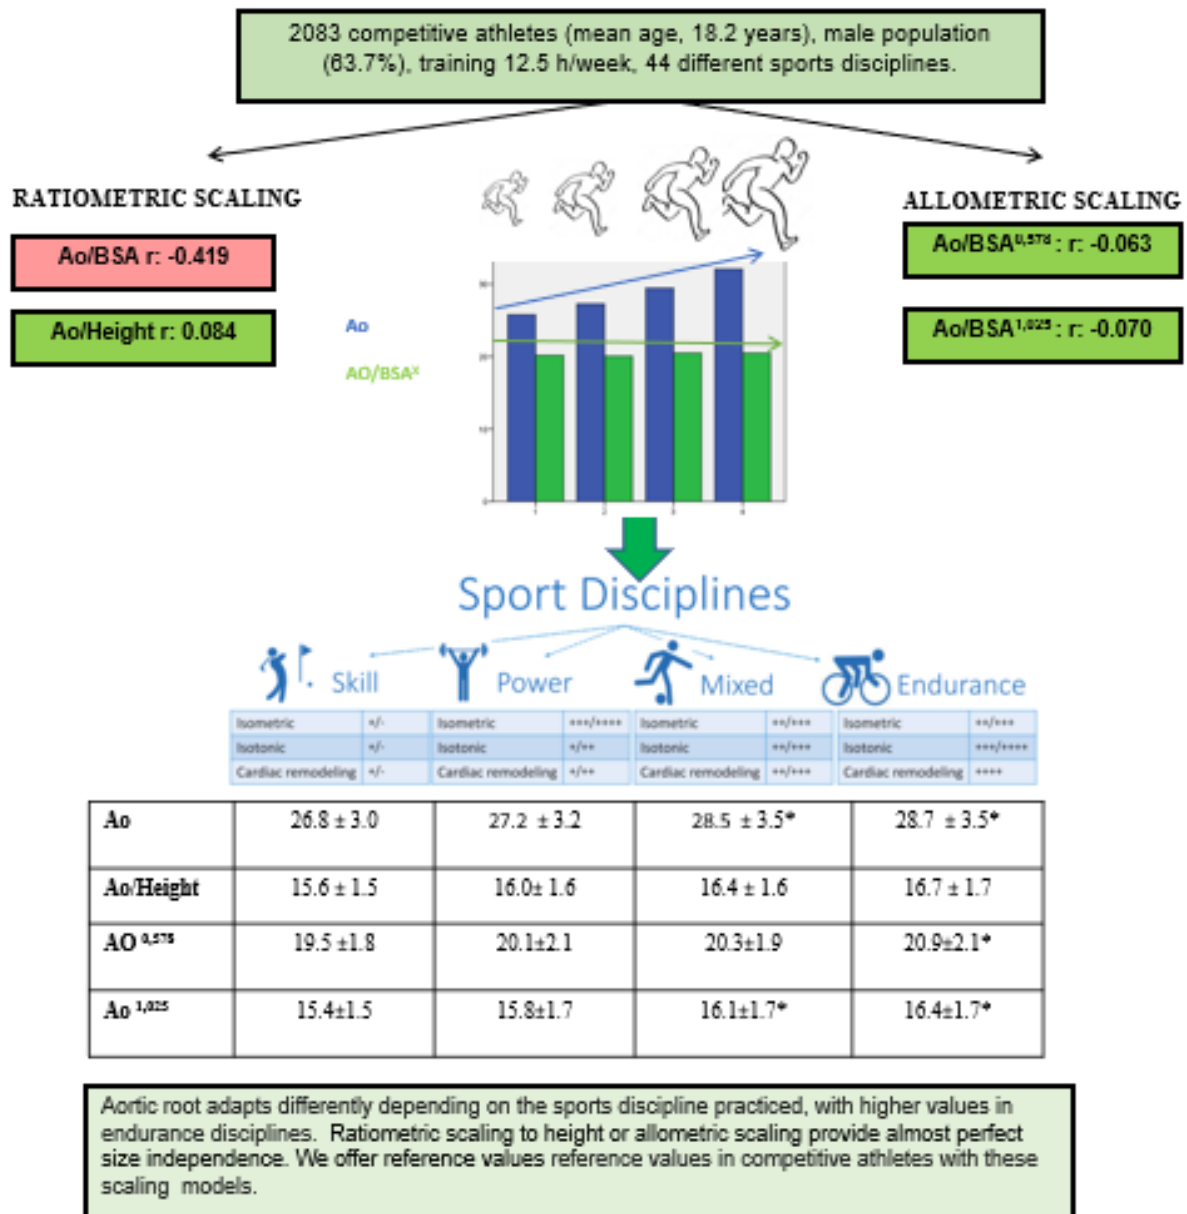 2083 competitive athletes (mean age, 18.2 years), male population
(63.7%), training 12.5 h/week, 44 different sports disciplines.
RATIOMETRIC SCALING
Ao/BSA r: -0.419
Ao/Height r: 0.084
ALLOMETRIC SCALING
Ao/BSA⁰,⁵⁷⁸ : r: -0.063
Ao/BSA¹,⁰²⁵ : r: -0.070
Ao
AO/BSAˣ
30
20
10
0
1 2 3 4
Sport Disciplines
Skill Power Mixed Endurance
Isometric +/- Isometric +++/++++ Isometric ++/+++ Isometric ++/+++
Isotonic +/- Isotonic +/++ Isotonic ++/+++ Isotonic +++/++++
Cardiac remodeling +/- Cardiac remodeling +/++ Cardiac remodeling ++/+++ Cardiac remodeling ++++
Ao 26.8 ± 3.0 27.2 ± 3.2 28.5 ± 3.5* 28.7 ± 3.5*
Ao/Height 15.6 ± 1.5 16.0± 1.6 16.4 ± 1.6 16.7 ± 1.7
AO ⁰,⁵⁷⁸ 19.5 ±1.8 20.1±2.1 20.3±1.9 20.9±2.1*
Ao ¹,⁰²⁵ 15.4±1.5 15.8±1.7 16.1±1.7* 16.4±1.7*
Aortic root adapts differently depending on the sports discipline practiced, with higher values in
endurance disciplines. Ratiometric scaling to height or allometric scaling provide almost perfect
size independence. We offer reference values reference values in competitive athletes with these
scaling models.